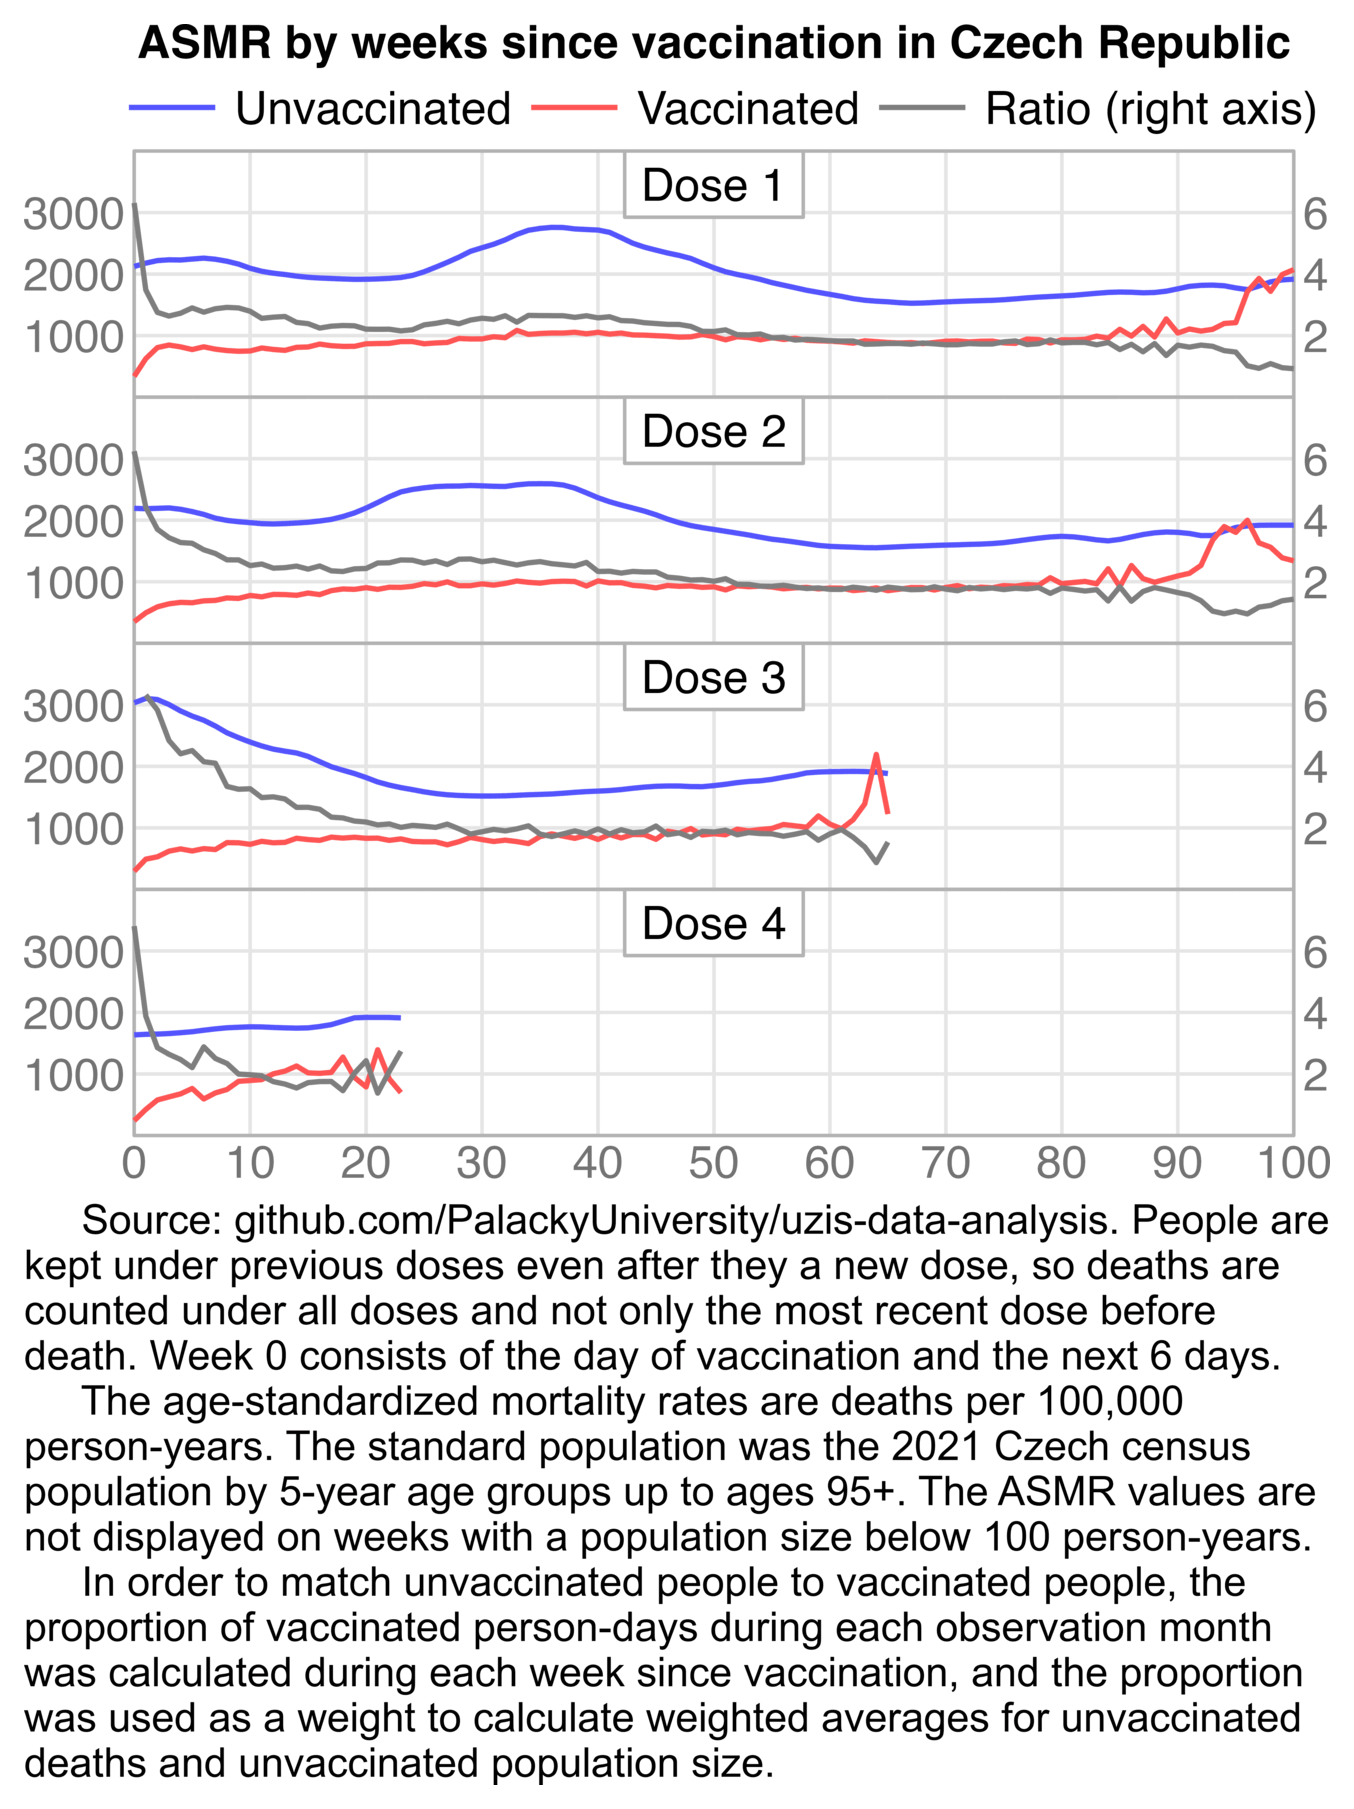 ASMR by weeks since vaccination in Czech Republic
Unvaccinated Vaccinated Ratio (right axis)
Dose 1
3000 6
2000 4
1000 2
Dose 2
3000 6
2000 4
1000 2
Dose 3
3000 6
2000 4
1000 2
Dose 4
3000 6
2000 4
1000 2
0 10 20 30 40 50 60 70 80 90 100
Source: github.com/PalackyUniversity/uzis-data-analysis. People are
kept under previous doses even after they a new dose, so deaths are
counted under all doses and not only the most recent dose before
death. Week 0 consists of the day of vaccination and the next 6 days.
The age-standardized mortality rates are deaths per 100,000
person-years. The standard population was the 2021 Czech census
population by 5-year age groups up to ages 95+. The ASMR values are
not displayed on weeks with a population size below 100 person-years.
In order to match unvaccinated people to vaccinated people, the
proportion of vaccinated person-days during each observation month
was calculated during each week since vaccination, and the proportion
was used as a weight to calculate weighted averages for unvaccinated
deaths and unvaccinated population size.